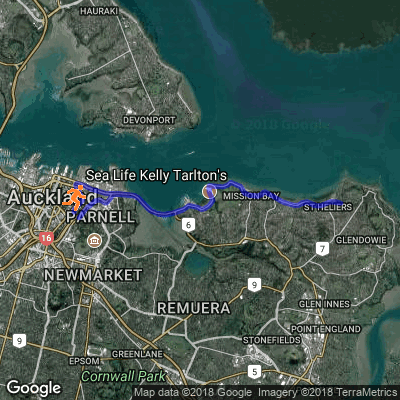 HAURAKI
DEVONPORT
©2018 Google
Sea Life Kelly Tarlton's
Auckland
MISSION BAY
ST HELIERS
PARNELL
6
16
GLENDOWIE
7
NEWMARKET
9
9
REMUERA
GLEN INNES
POINT ENGLAND
9
STONEFIELDS
GREENLANE
EPSOM
5
Cornwall Park
Google
Map data ©2018 Google Imagery ©2018 TerraMetrics